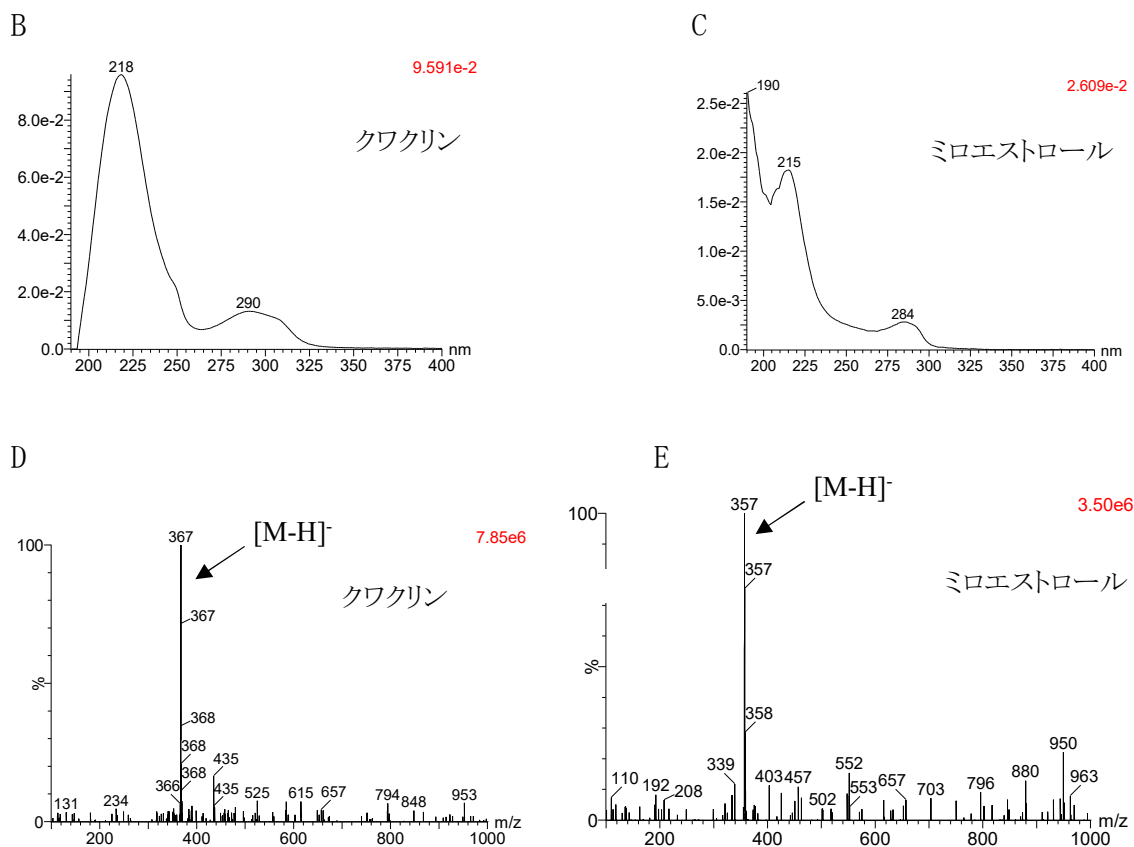 B
218
9.591e-2
8.0e-2
6.0e-2
4.0e-2
2.0e-2
0.0
290
クワクリン
nm
200 225 250 275 300 325 350 375 400
C
190
2.609e-2
2.5e-2
2.0e-2
1.5e-2
1.0e-2
5.0e-3
0.0
215
284
ミロエストロール
nm
200 225 250 275 300 325 350 375 400
D
[M-H]-
7.85e6
クワクリン
100
%
0
367
367
368
368
368
366
435
435
131
234
525
615
657
794
848
953
m/z
200 400 600 800 1000
E
[M-H]-
3.50e6
ミロエストロール
100
%
0
357
357
358
339
110
192
208
403
457
502
552
553
657
703
796
880
950
963
m/z
200 400 600 800 1000